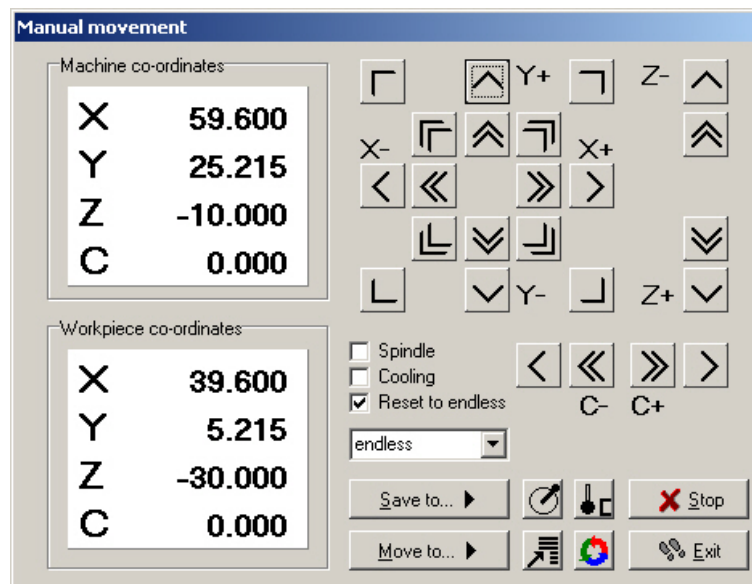 Manual movement
Machine co-ordinates
X 59.600
Y 25.215
Z -10.000
C 0.000
Workpiece co-ordinates
X 39.600
Y 5.215
Z -30.000
C 0.000
Y+
Z-
X-
X+
Y-
Z+
Spindle
Cooling
Reset to endless
C- C+
endless
Save to...
Stop
Move to...
Exit